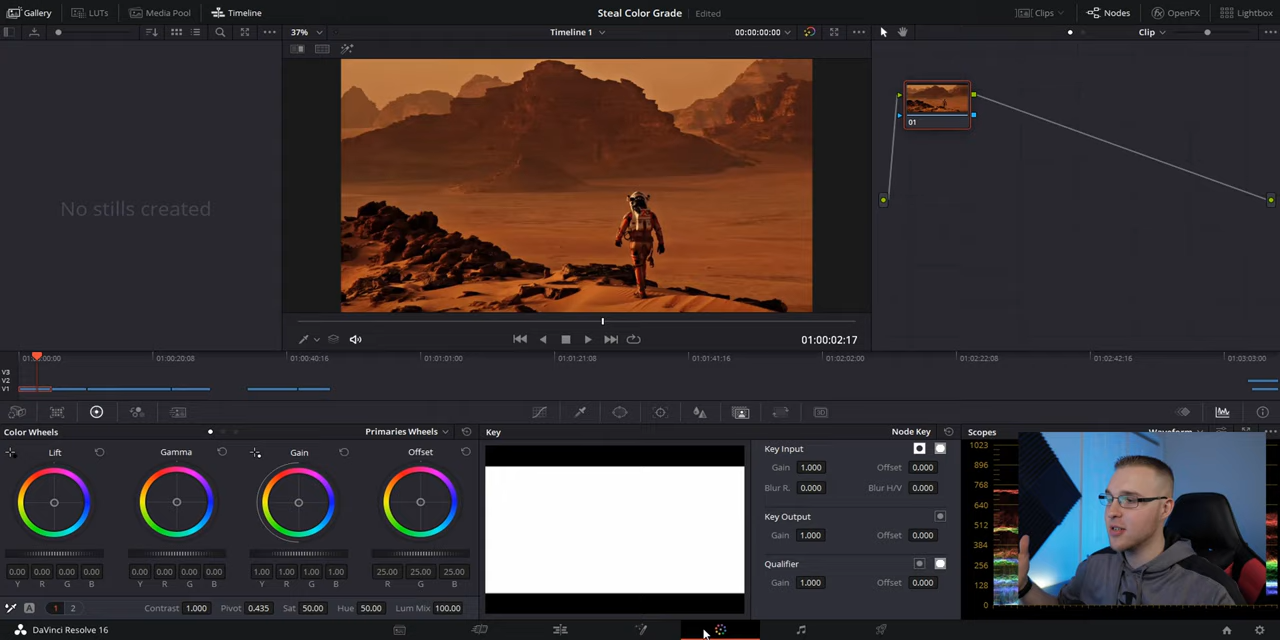 Gallery LUTs Media Pool Timeline Steal Color Grade Edited Clips Nodes OpenFX Lightbox
37% Timeline 1 00:00:00:00 Clip
No stills created
01
01:00:02:17
01:00:20:08 01:00:40:16 01:01:01:00 01:01:21:08 01:01:41:16 01:02:02:00 01:02:22:08 01:02:42:16 01:03:03:00
V3
V2
V1
Color Wheels Primaries Wheels Key Node Key Scopes
Lift Gamma Gain Offset
0.00 0.00 0.00 0.00 0.00 0.00 0.00 0.00 1.00 1.00 1.00 1.00 25.00 25.00 25.00
Y R G B Y R G B Y R G B R G B
A 1 2 Contrast 1.000 Pivot 0.435 Sat 50.00 Hue 50.00 Lum Mix 100.00
Key Input
Gain 1.000 Offset 0.000
Blur R. 0.000 Blur H/V 0.000
Key Output
Gain 1.000 Offset 0.000
Qualifier
Gain 1.000 Offset 0.000
1023
896
768
640
512
384
256
128
0
DaVinci Resolve 16